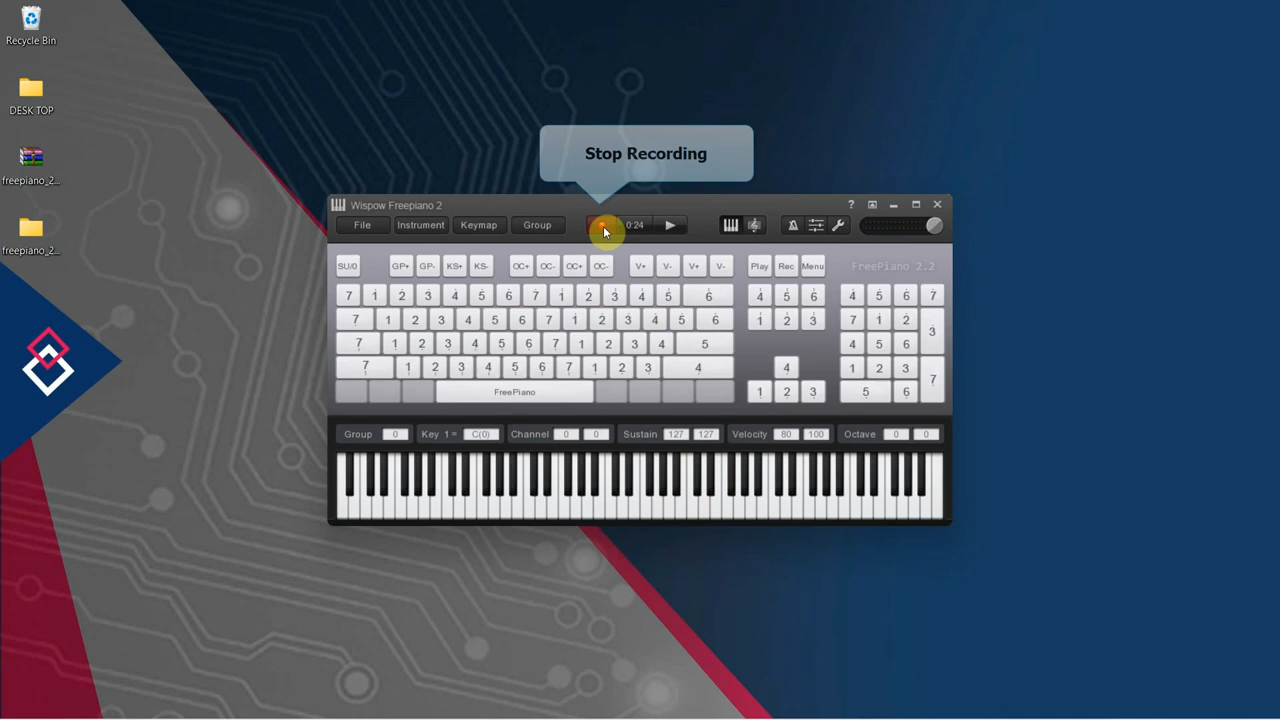 Recycle Bin
DESK TOP
freepiano_2...
freepiano_2...
Stop Recording
Wispow Freepiano 2
?
File Instrument Keymap Group 0:24
SU/0 GP+ GP- KS+ KS- OC+ OC- OC+ OC- V+ V- V+ V- Play Rec Menu FreePiano 2.2
7 1 2 3 4 5 6 7 1 2 3 4 5 6 4 5 6 4 5 6 7
7 1 2 3 4 5 6 7 1 2 3 4 5 6 1 2 3 7 1 2 3
7 1 2 3 4 5 6 7 1 2 3 4 5 4 5 6
7 1 2 3 4 5 6 7 1 2 3 4 4 1 2 3 7
FreePiano 1 2 3 5 6
Group 0 Key 1 = C(0) Channel 0 0 Sustain 127 127 Velocity 80 100 Octave 0 0